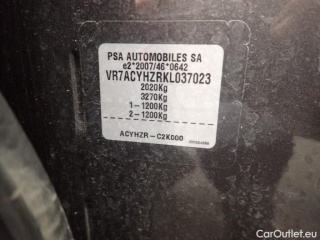 PSA AUTOMOBILES SA
e2*2007/46*0642
VR7ACYHZRKL037023
2020Kg
3270Kg
1-1200Kg
2-1200Kg
ACYHZR-C2K000
CarOutlet.eu